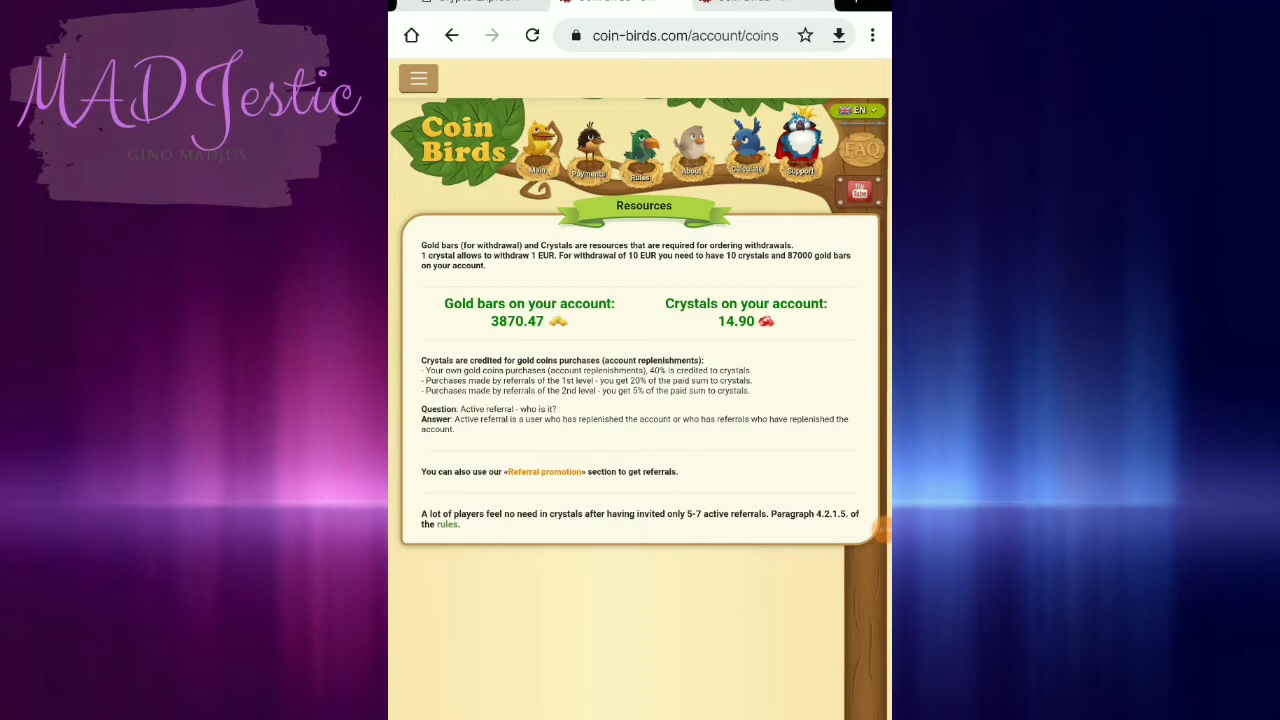 MADJestic
GINO MADJUS
coin-birds.com/account/coins
Coin
Birds
Main
Payments
Rules
About
Calculate
Support
EN
FAQ
You
Tube
Resources
Gold bars (for withdrawal) and Crystals are resources that are required for ordering withdrawals.
1 crystal allows to withdraw 1 EUR. For withdrawal of 10 EUR you need to have 10 crystals and 87000 gold bars
on your account.
Gold bars on your account:
3870.47
Crystals on your account:
14.90
Crystals are credited for gold coins purchases (account replenishments):
- Your own gold coins purchases (account replenishments), 40% is credited to crystals.
- Purchases made by referrals of the 1st level - you get 20% of the paid sum to crystals.
- Purchases made by referrals of the 2nd level - you get 5% of the paid sum to crystals.
Question: Active referral - who is it?
Answer: Active referral is a user who has replenished the account or who has referrals who have replenished the
account.
You can also use our «Referral promotion» section to get referrals.
A lot of players feel no need in crystals after having invited only 5-7 active referrals. Paragraph 4.2.1.5. of
the rules.